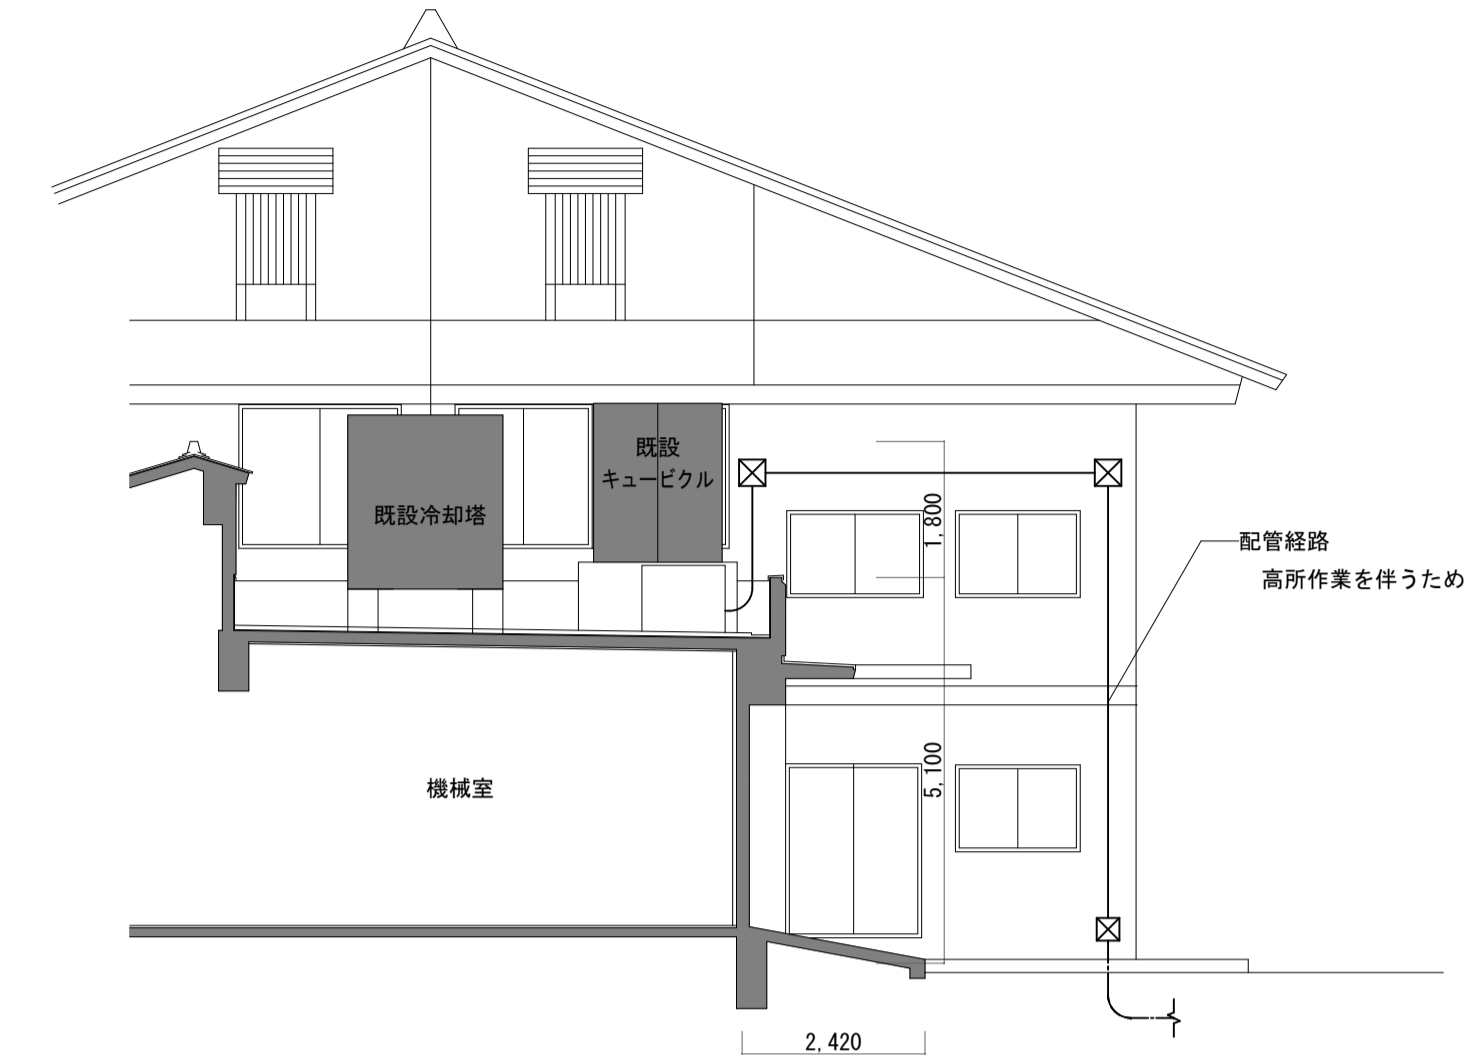 既設
キュービクル
既設冷却塔
1,800
配管経路
高所作業を伴うため
5,100
機械室
2,420